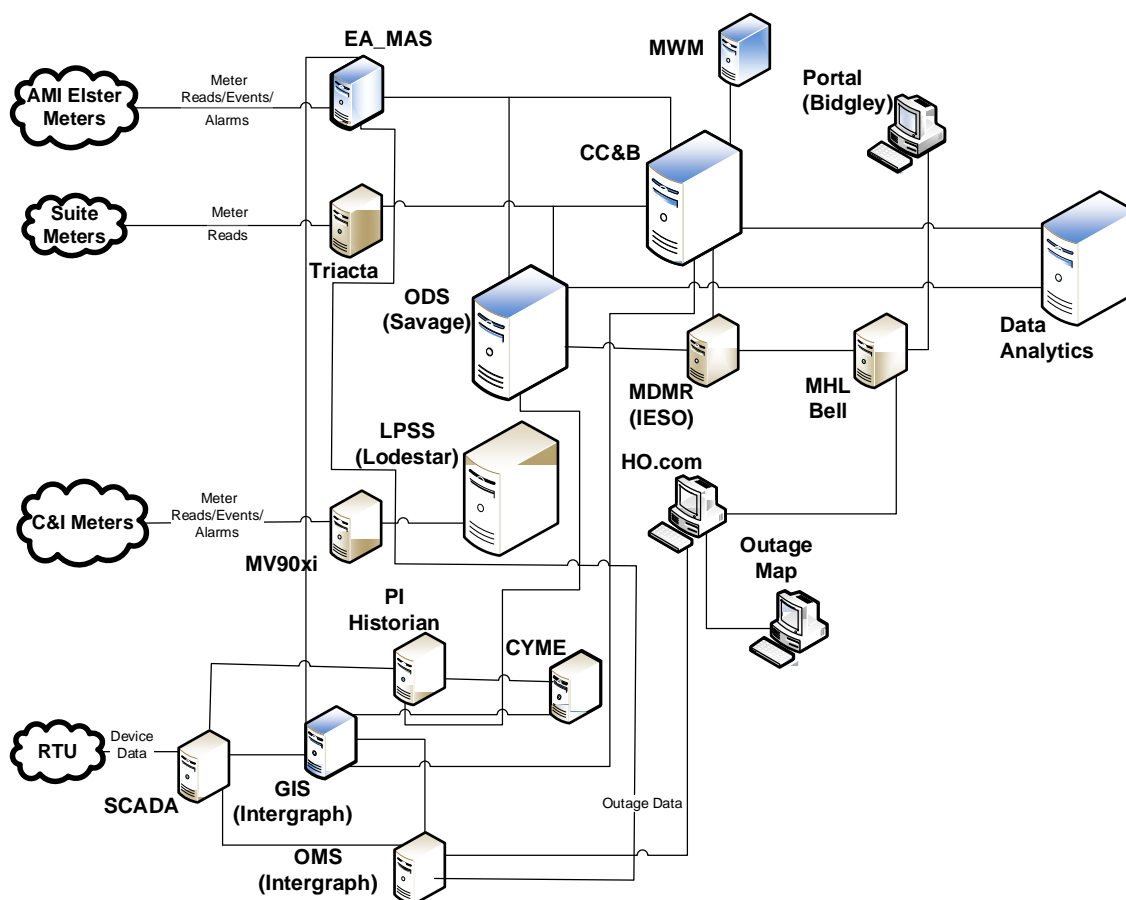 EA_MAS
MWM
Portal
(Bidgley)
AMI Elster
Meters
Meter
Reads/Events/
Alarms
CC&B
Suite
Meters
Meter
Reads
Triacta
ODS
(Savage)
Data
Analytics
MDMR
(IESO)
MHL
Bell
LPSS
(Lodestar)
HO.com
C&I Meters
Meter
Reads/Events/
Alarms
MV90xi
Outage
Map
PI
Historian
CYME
RTU
Device
Data
SCADA
GIS
(Intergraph)
Outage Data
OMS
(Intergraph)